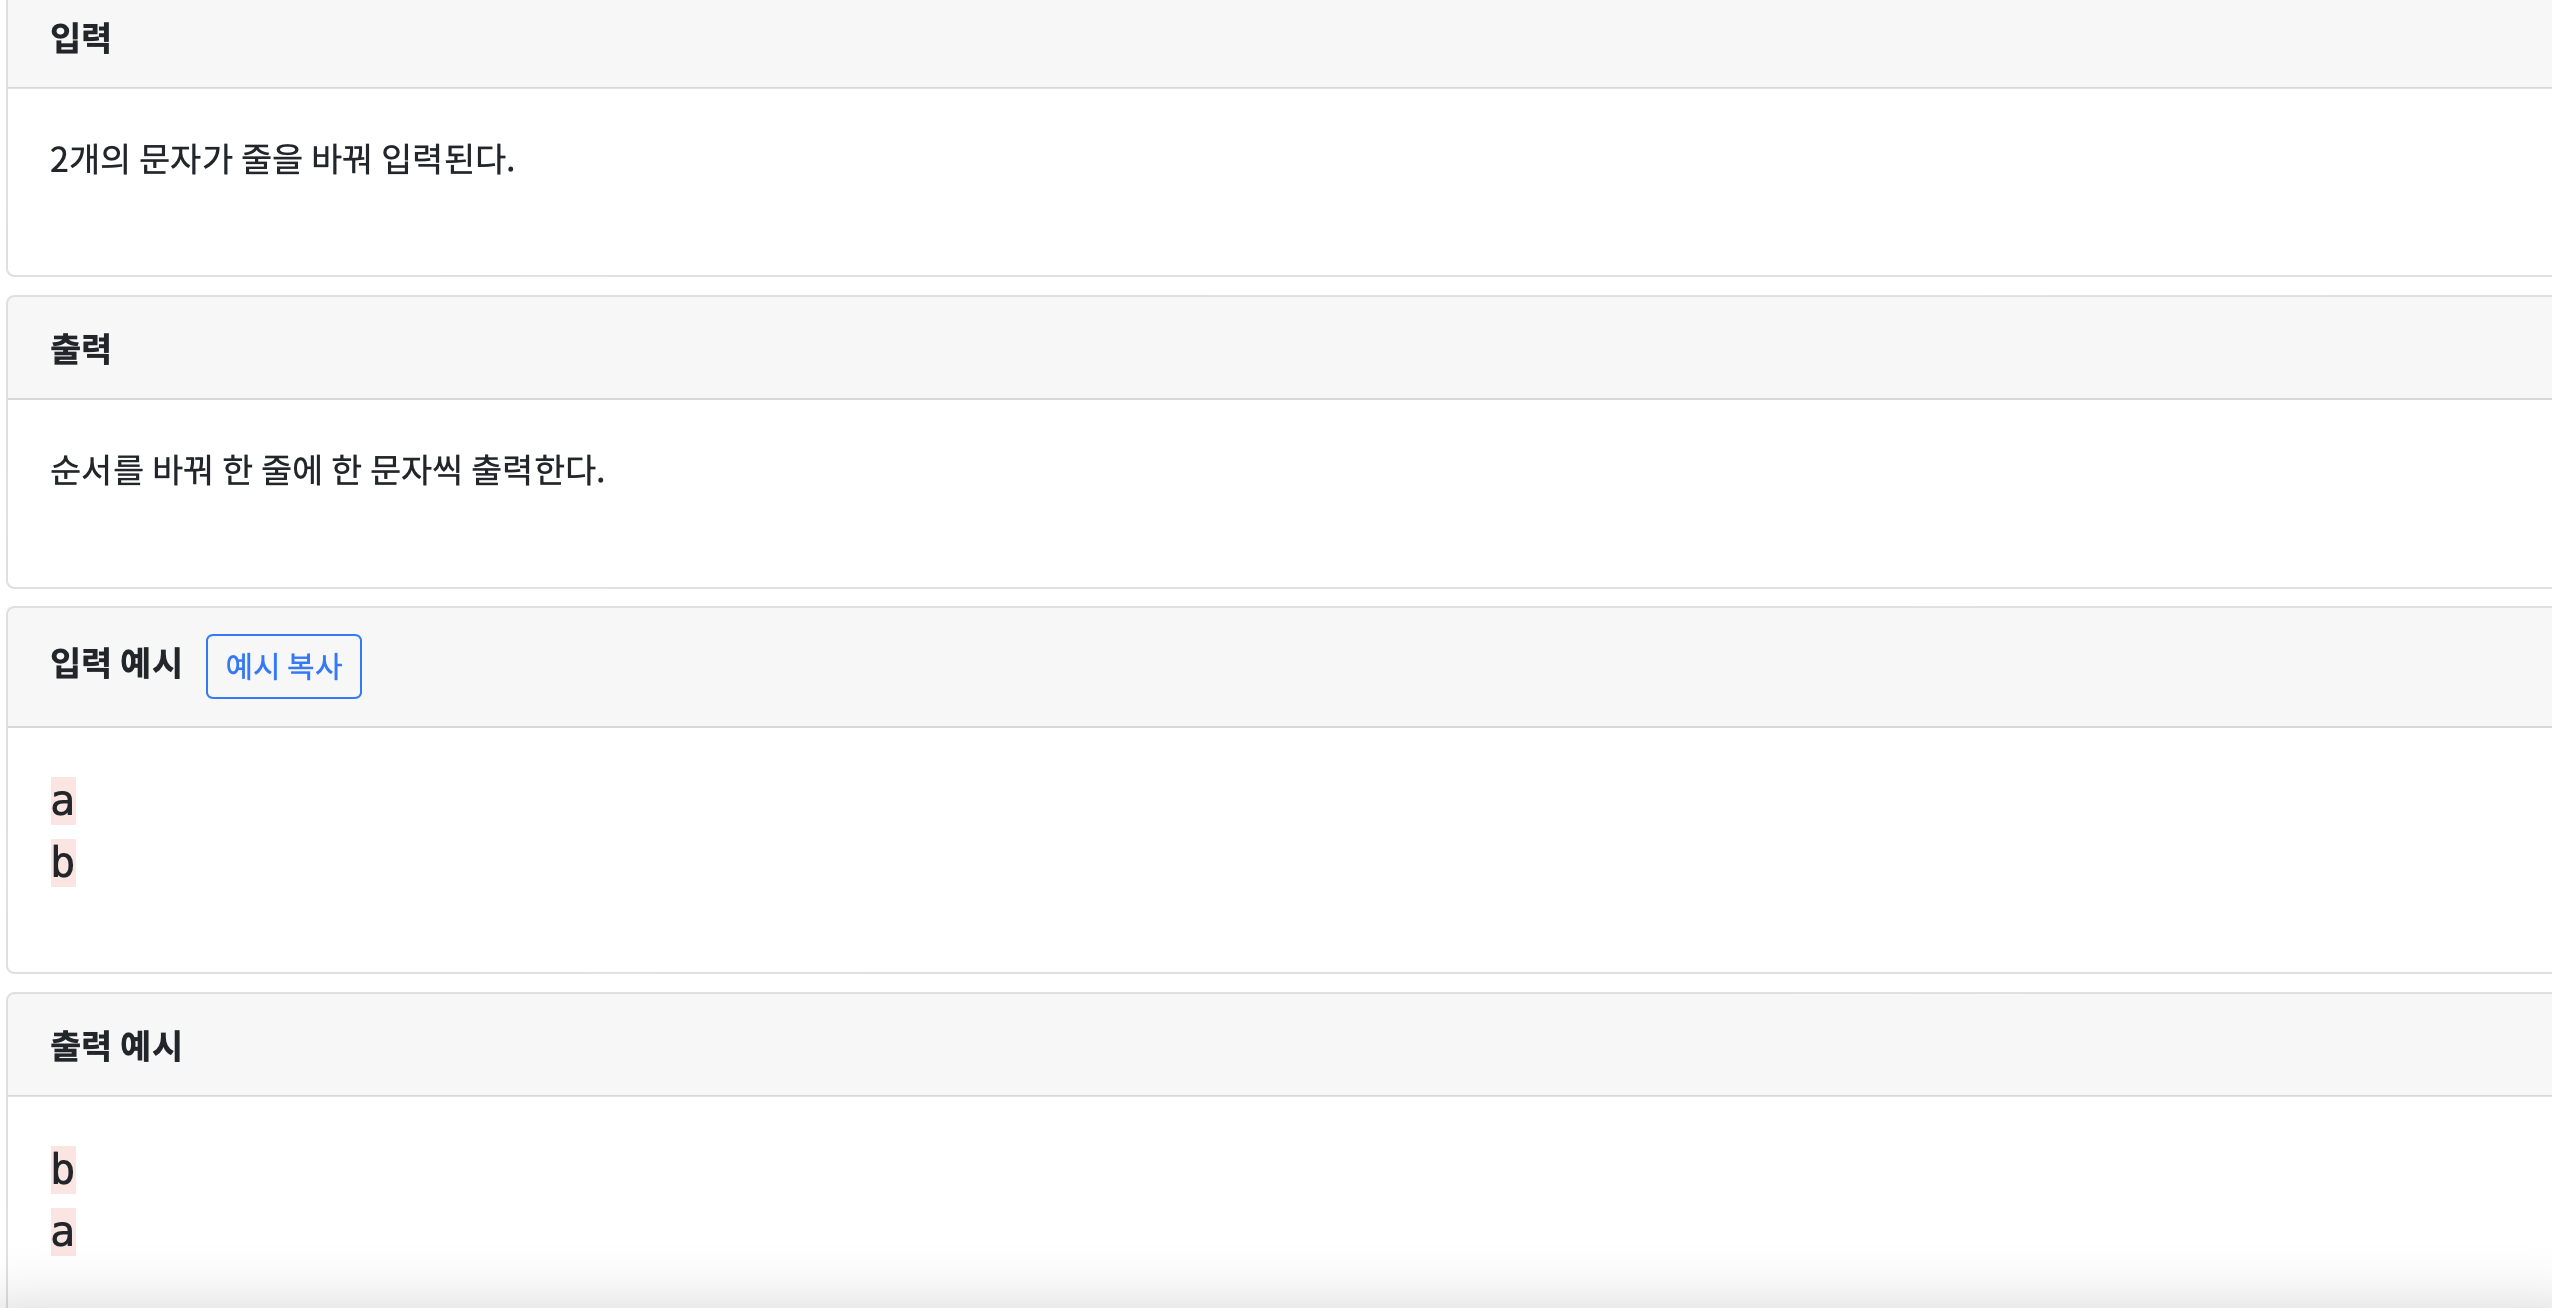 입력
2개의 문자가 줄을 바꿔 입력된다.
출력
순서를 바꿔 한 줄에 한 문자씩 출력한다.
입력 예시 예시 복사
a
b
출력 예시
b
a